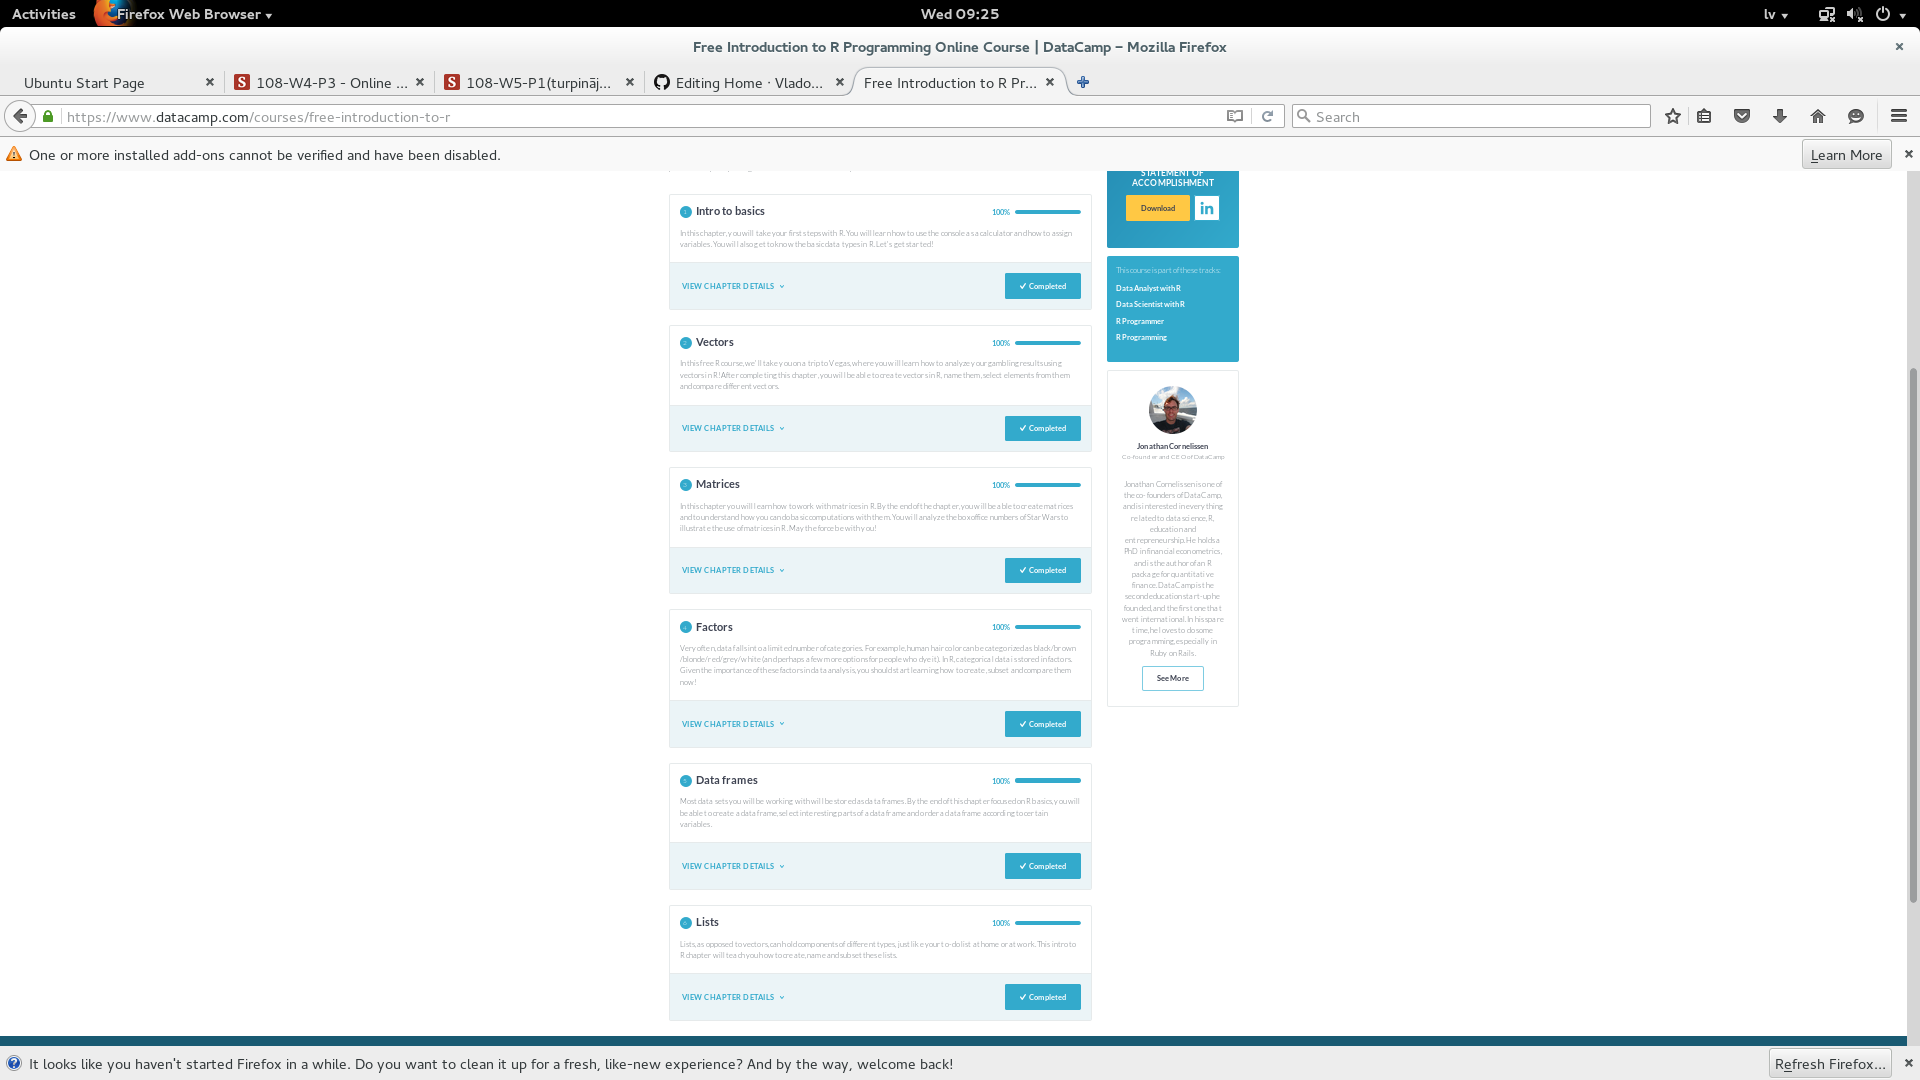 Activities Firefox Web Browser Wed 09:25 lv
Free Introduction to R Programming Online Course | DataCamp – Mozilla Firefox
Ubuntu Start Page 108-W4-P3 - Online ... 108-W5-P1(turpināj... Editing Home · Vlado... Free Introduction to R Pr...
https://www.datacamp.com/courses/free-introduction-to-r Search
One or more installed add-ons cannot be verified and have been disabled. Learn More
STATEMENT OF
ACCOMPLISHMENT
Download in
Intro to basics 100%
In this chapter, you will take your first steps with R. You will learn how to use the console as a calculator and how to assign
variables. You will also get to know the basic data types in R. Let's get started!
VIEW CHAPTER DETAILS Completed
Vectors 100%
In this free R course, we'll take you on a trip to Vegas, where you will learn how to analyze your gambling results using
vectors in R! After completing this chapter, you will be able to create vectors in R, name them, select elements from them
and compare different vectors.
VIEW CHAPTER DETAILS Completed
Matrices 100%
In this chapter you will learn how to work with matrices in R. By the end of the chapter, you will be able to create matrices
and to understand how you can do basic computations with them. You will analyze the box office numbers of Star Wars to
illustrate the use of matrices in R. May the force be with you!
VIEW CHAPTER DETAILS Completed
Factors 100%
Very often, data falls into a limited number of categories. For example, human hair color can be categorized as black/brown
/blonde/red/grey/white (and perhaps a few more options for people who dye it). In R, categorical data is stored in factors.
Given the importance of these factors in data analysis, you should start learning how to create, subset and compare them
now!
VIEW CHAPTER DETAILS Completed
Data frames 100%
Most data sets you will be working with will be stored as data frames. By the end of this chapter focused on R basics, you will
be able to create a data frame, select interesting parts of a data frame and order a data frame according to certain
variables.
VIEW CHAPTER DETAILS Completed
Lists 100%
Lists, as opposed to vectors, can hold components of different types, just like your to-do list at home or at work. This intro to
R chapter will teach you how to create, name and subset these lists.
VIEW CHAPTER DETAILS Completed
This course is part of these tracks:
Data Analyst with R
Data Scientist with R
R Programmer
R Programming
Jonathan Cornelissen
Co-founder and CEO of DataCamp
Jonathan Cornelissen is one of
the co-founders of DataCamp,
and is interested in everything
related to data science, R,
education and
entrepreneurship. He holds a
PhD in financial econometrics,
and is the author of an R
package for quantitative
finance. DataCamp is the
second education start-up he
founded, and the first one that
went international. In his spare
time, he loves to do some
programming, especially in
Ruby on Rails.
See More
It looks like you haven't started Firefox in a while. Do you want to clean it up for a fresh, like-new experience? And by the way, welcome back! Refresh Firefox...